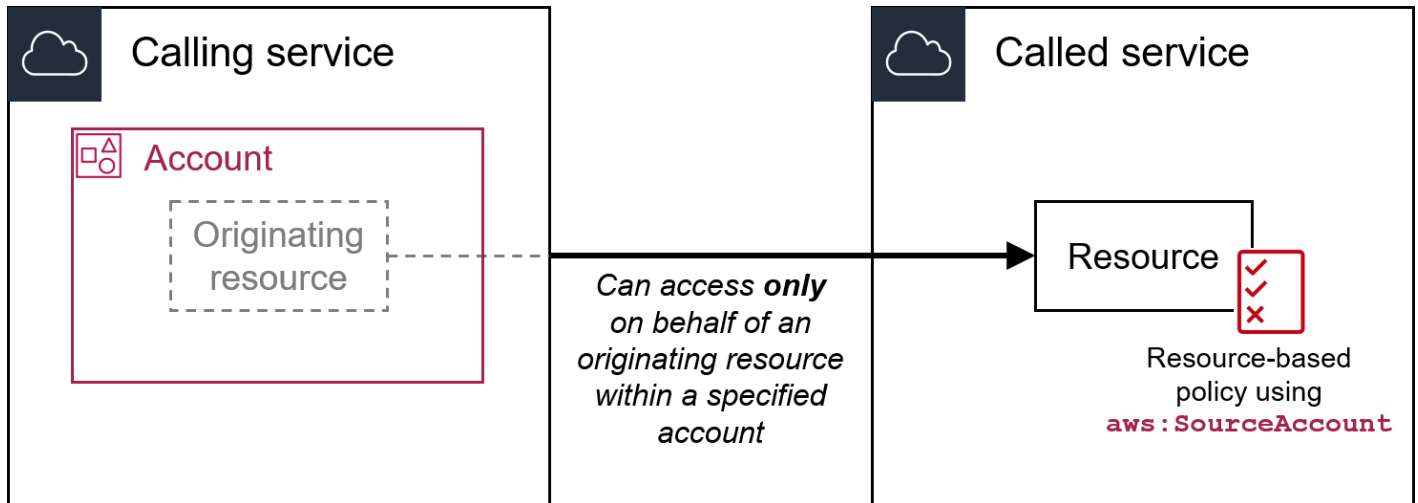 Calling service
Account
Originating
resource
Can access only
on behalf of an
originating resource
within a specified
account
Called service
Resource
Resource-based
policy using
aws:SourceAccount